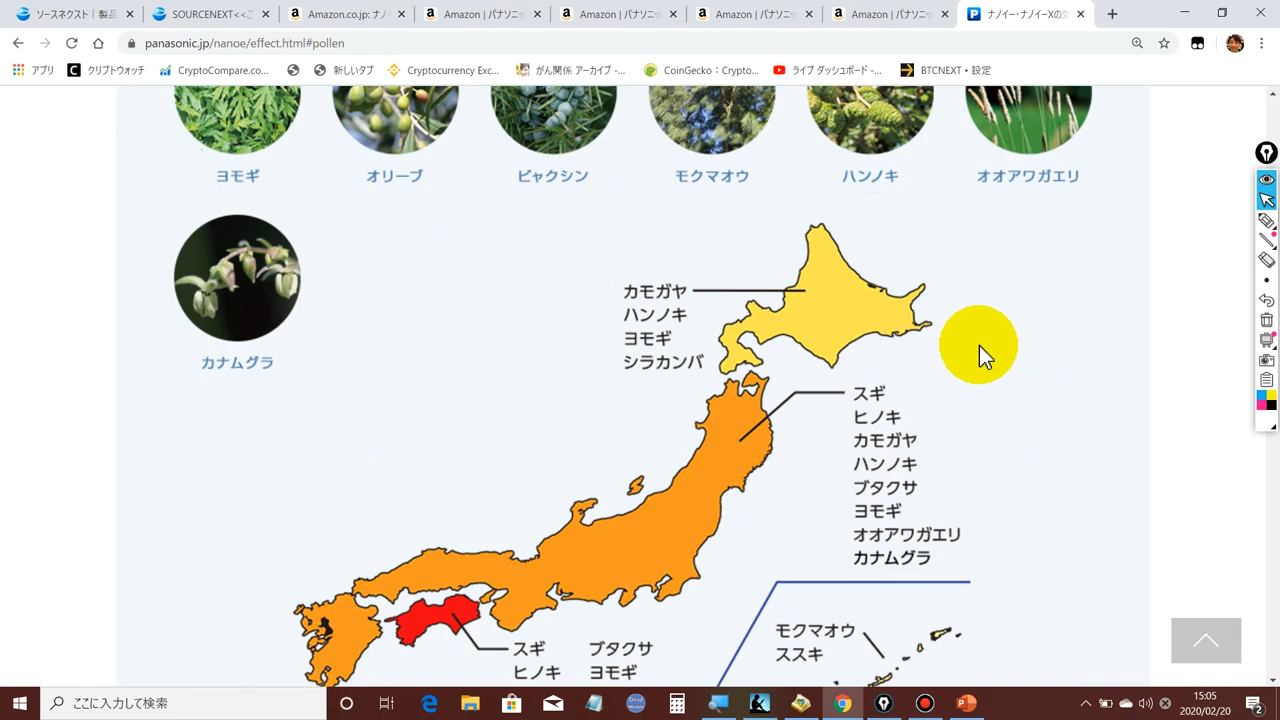 ソースネクスト | 製品
SOURCENEXT<<ご
Amazon.co.jp: ナノイ
Amazon | パナソニッ
Amazon | パナソニッ
Amazon | パナソニッ
Amazon | パナソニッ
ナノイー・ナノイーXの効
panasonic.jp/nanoe/effect.html#pollen
アプリ
クリプトウォッチ
CryptoCompare.co...
新しいタブ
Cryptocurrency Exc...
がん関係 アーカイブ -...
CoinGecko: Crypto...
ライブ ダッシュボード -...
BTCNEXT・設定
ヨモギ
オリーブ
ビャクシン
モクマオウ
ハンノキ
オオアワガエリ
カナムグラ
カモガヤ
ハンノキ
ヨモギ
シラカンバ
スギ
ヒノキ
カモガヤ
ハンノキ
ブタクサ
ヨモギ
オオアワガエリ
カナムグラ
スギ ブタクサ
ヒノキ ヨモギ
モクマオウ
ススキ
ここに入力して検索
15:05
2020/02/20